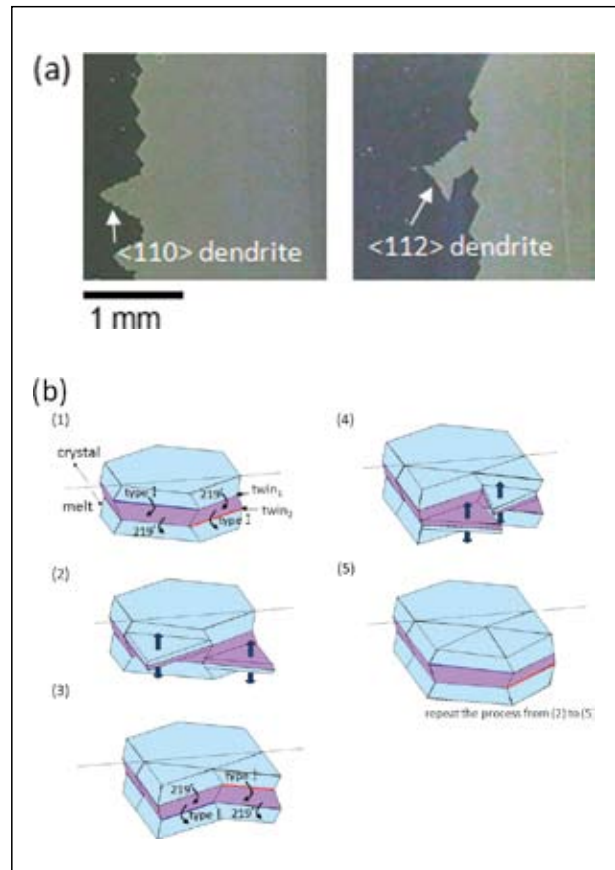 (a)
<110> dendrite
<112> dendrite
1 mm
(b)
(1)
crystal
melt
type I
219°
twin₁
twin₂
219°
type I
(2)
(3)
219°
type I
type I
219°
(4)
(5)
repeat the process from (2) to (5)